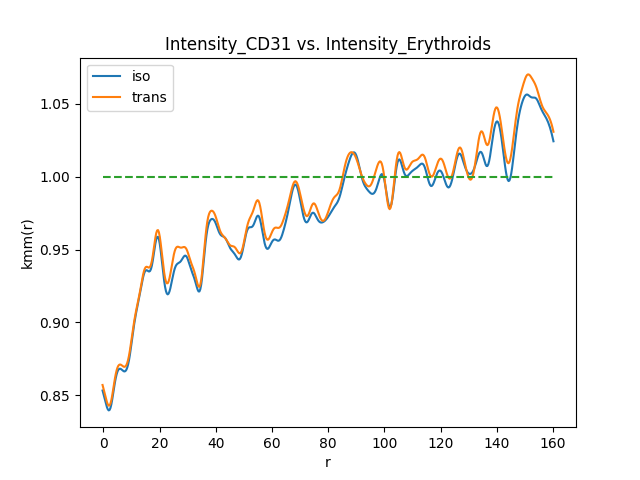 Intensity_CD31 vs. Intensity_Erythroids
iso
trans
1.05
1.00
0.95
0.90
0.85
kmm(r)
0 20 40 60 80 100 120 140 160
r